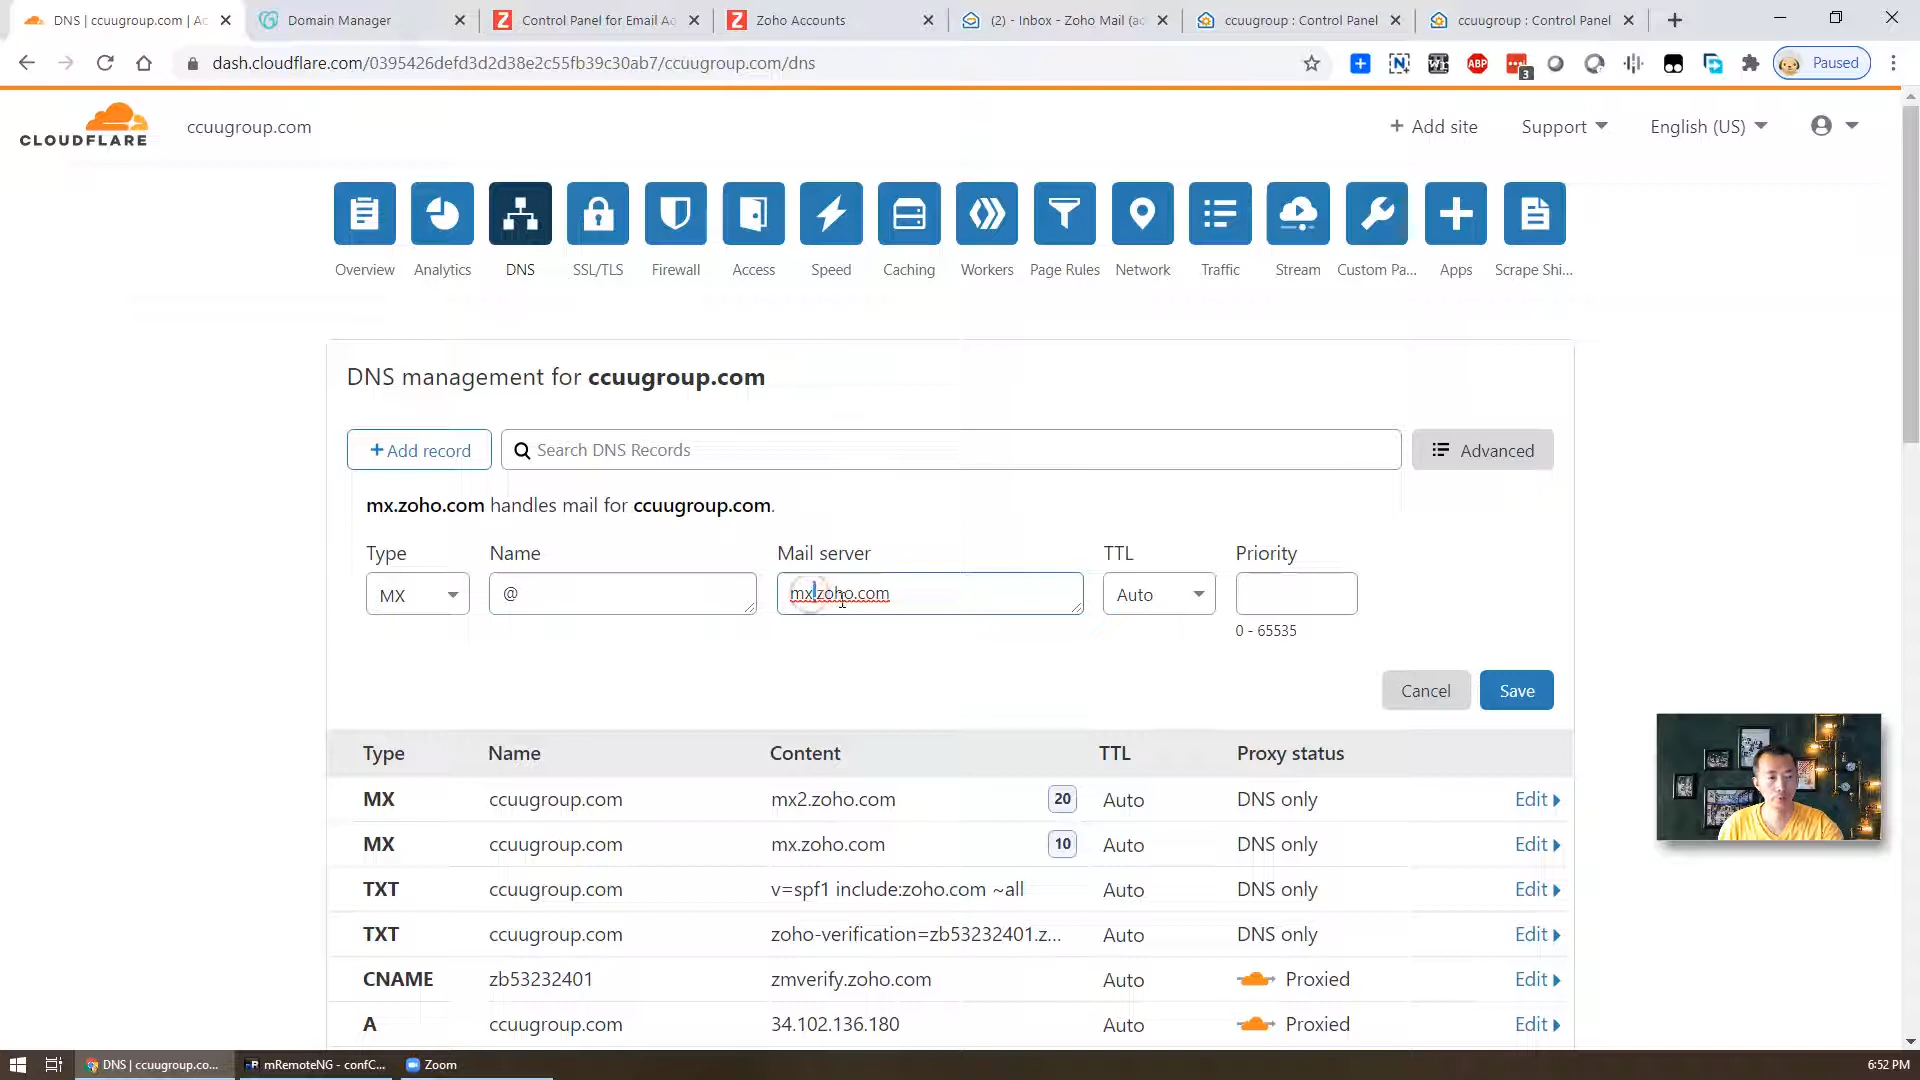 DNS | ccuugroup.com | Ac
Domain Manager
Control Panel for Email Ac
Zoho Accounts
(2) - Inbox - Zoho Mail (ac
ccuugroup : Control Panel
ccuugroup : Control Panel
dash.cloudflare.com/0395426defd3d2d38e2c55fb39c30ab7/ccuugroup.com/dns
ABP
3
Paused
CLOUDFLARE
ccuugroup.com
+ Add site
Support
English (US)
Overview
Analytics
DNS
SSL/TLS
Firewall
Access
Speed
Caching
Workers
Page Rules
Network
Traffic
Stream
Custom Pa...
Apps
Scrape Shi...
DNS management for ccuugroup.com
+ Add record
Search DNS Records
Advanced
mx.zoho.com handles mail for ccuugroup.com.
Type
Name
Mail server
TTL
Priority
MX
@
mx.zoho.com
Auto
0 - 65535
Cancel
Save
Type Name Content TTL Proxy status
MX ccuugroup.com mx2.zoho.com 20 Auto DNS only Edit
MX ccuugroup.com mx.zoho.com 10 Auto DNS only Edit
TXT ccuugroup.com v=spf1 include:zoho.com ~all Auto DNS only Edit
TXT ccuugroup.com zoho-verification=zb53232401.z... Auto DNS only Edit
CNAME zb53232401 zmverify.zoho.com Auto Proxied Edit
A ccuugroup.com 34.102.136.180 Auto Proxied Edit
DNS | ccuugroup.co...
mRemoteNG - confC...
Zoom
6:52 PM